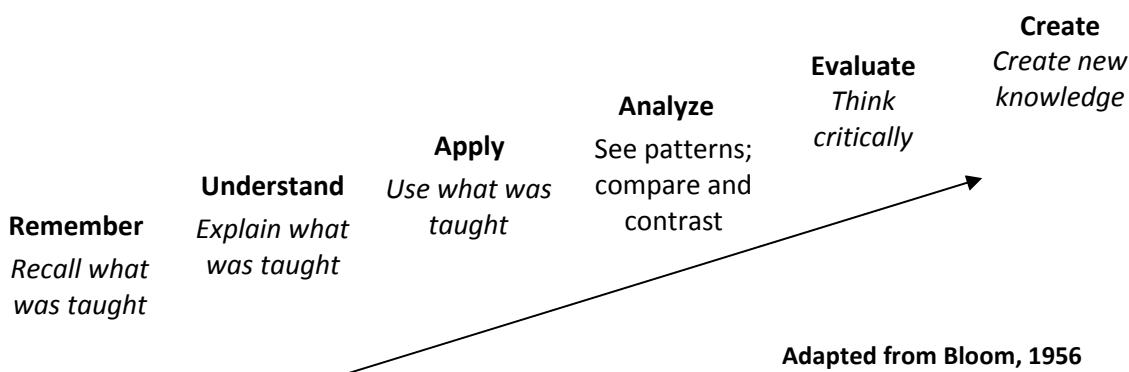 Remember
Recall what
was taught
Understand
Explain what
was taught
Apply
Use what was
taught
Analyze
See patterns;
compare and
contrast
Evaluate
Think
critically
Create
Create new
knowledge
Adapted from Bloom, 1956